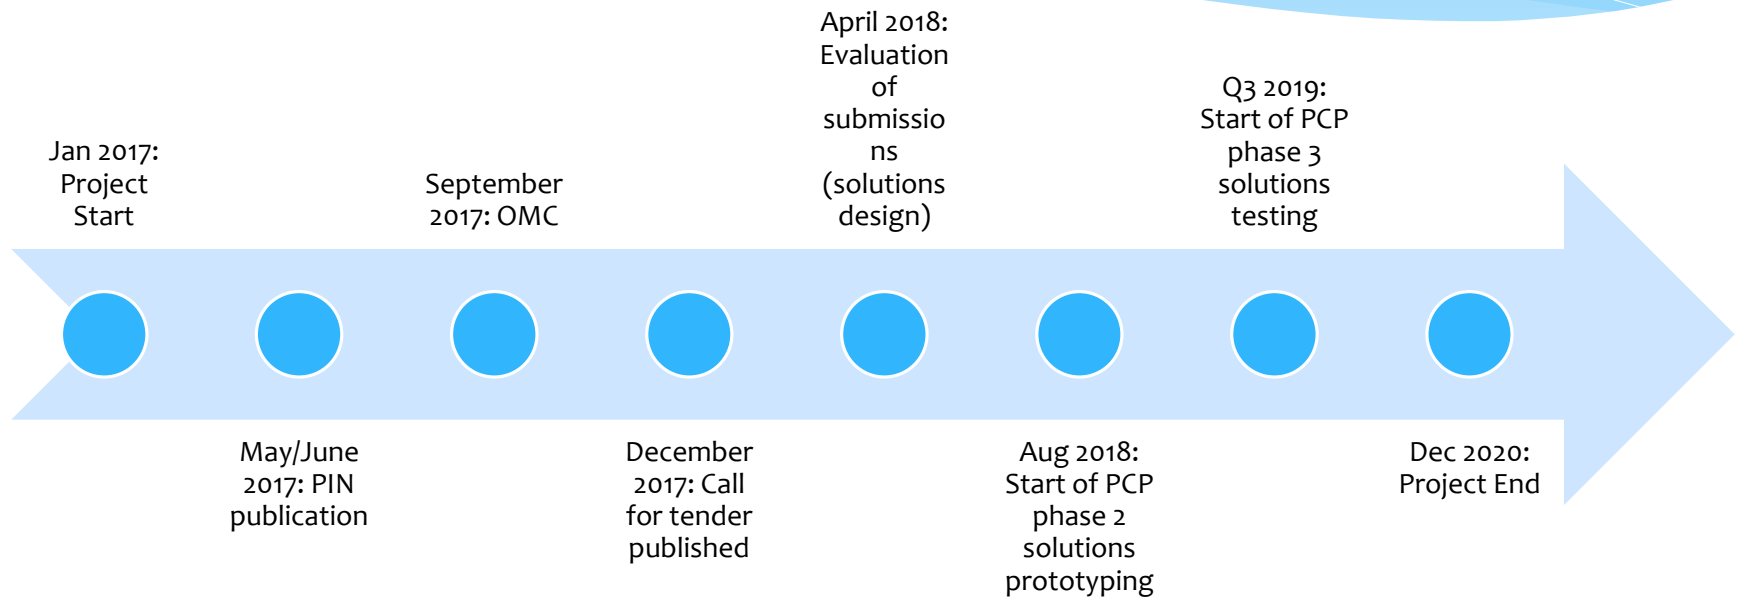 Jan 2017:
Project
Start
May/June
2017: PIN
publication
September
2017: OMC
December
2017: Call
for tender
published
April 2018:
Evaluation
of
submissio
ns
(solutions
design)
Aug 2018:
Start of PCP
phase 2
solutions
prototyping
Q3 2019:
Start of PCP
phase 3
solutions
testing
Dec 2020:
Project End